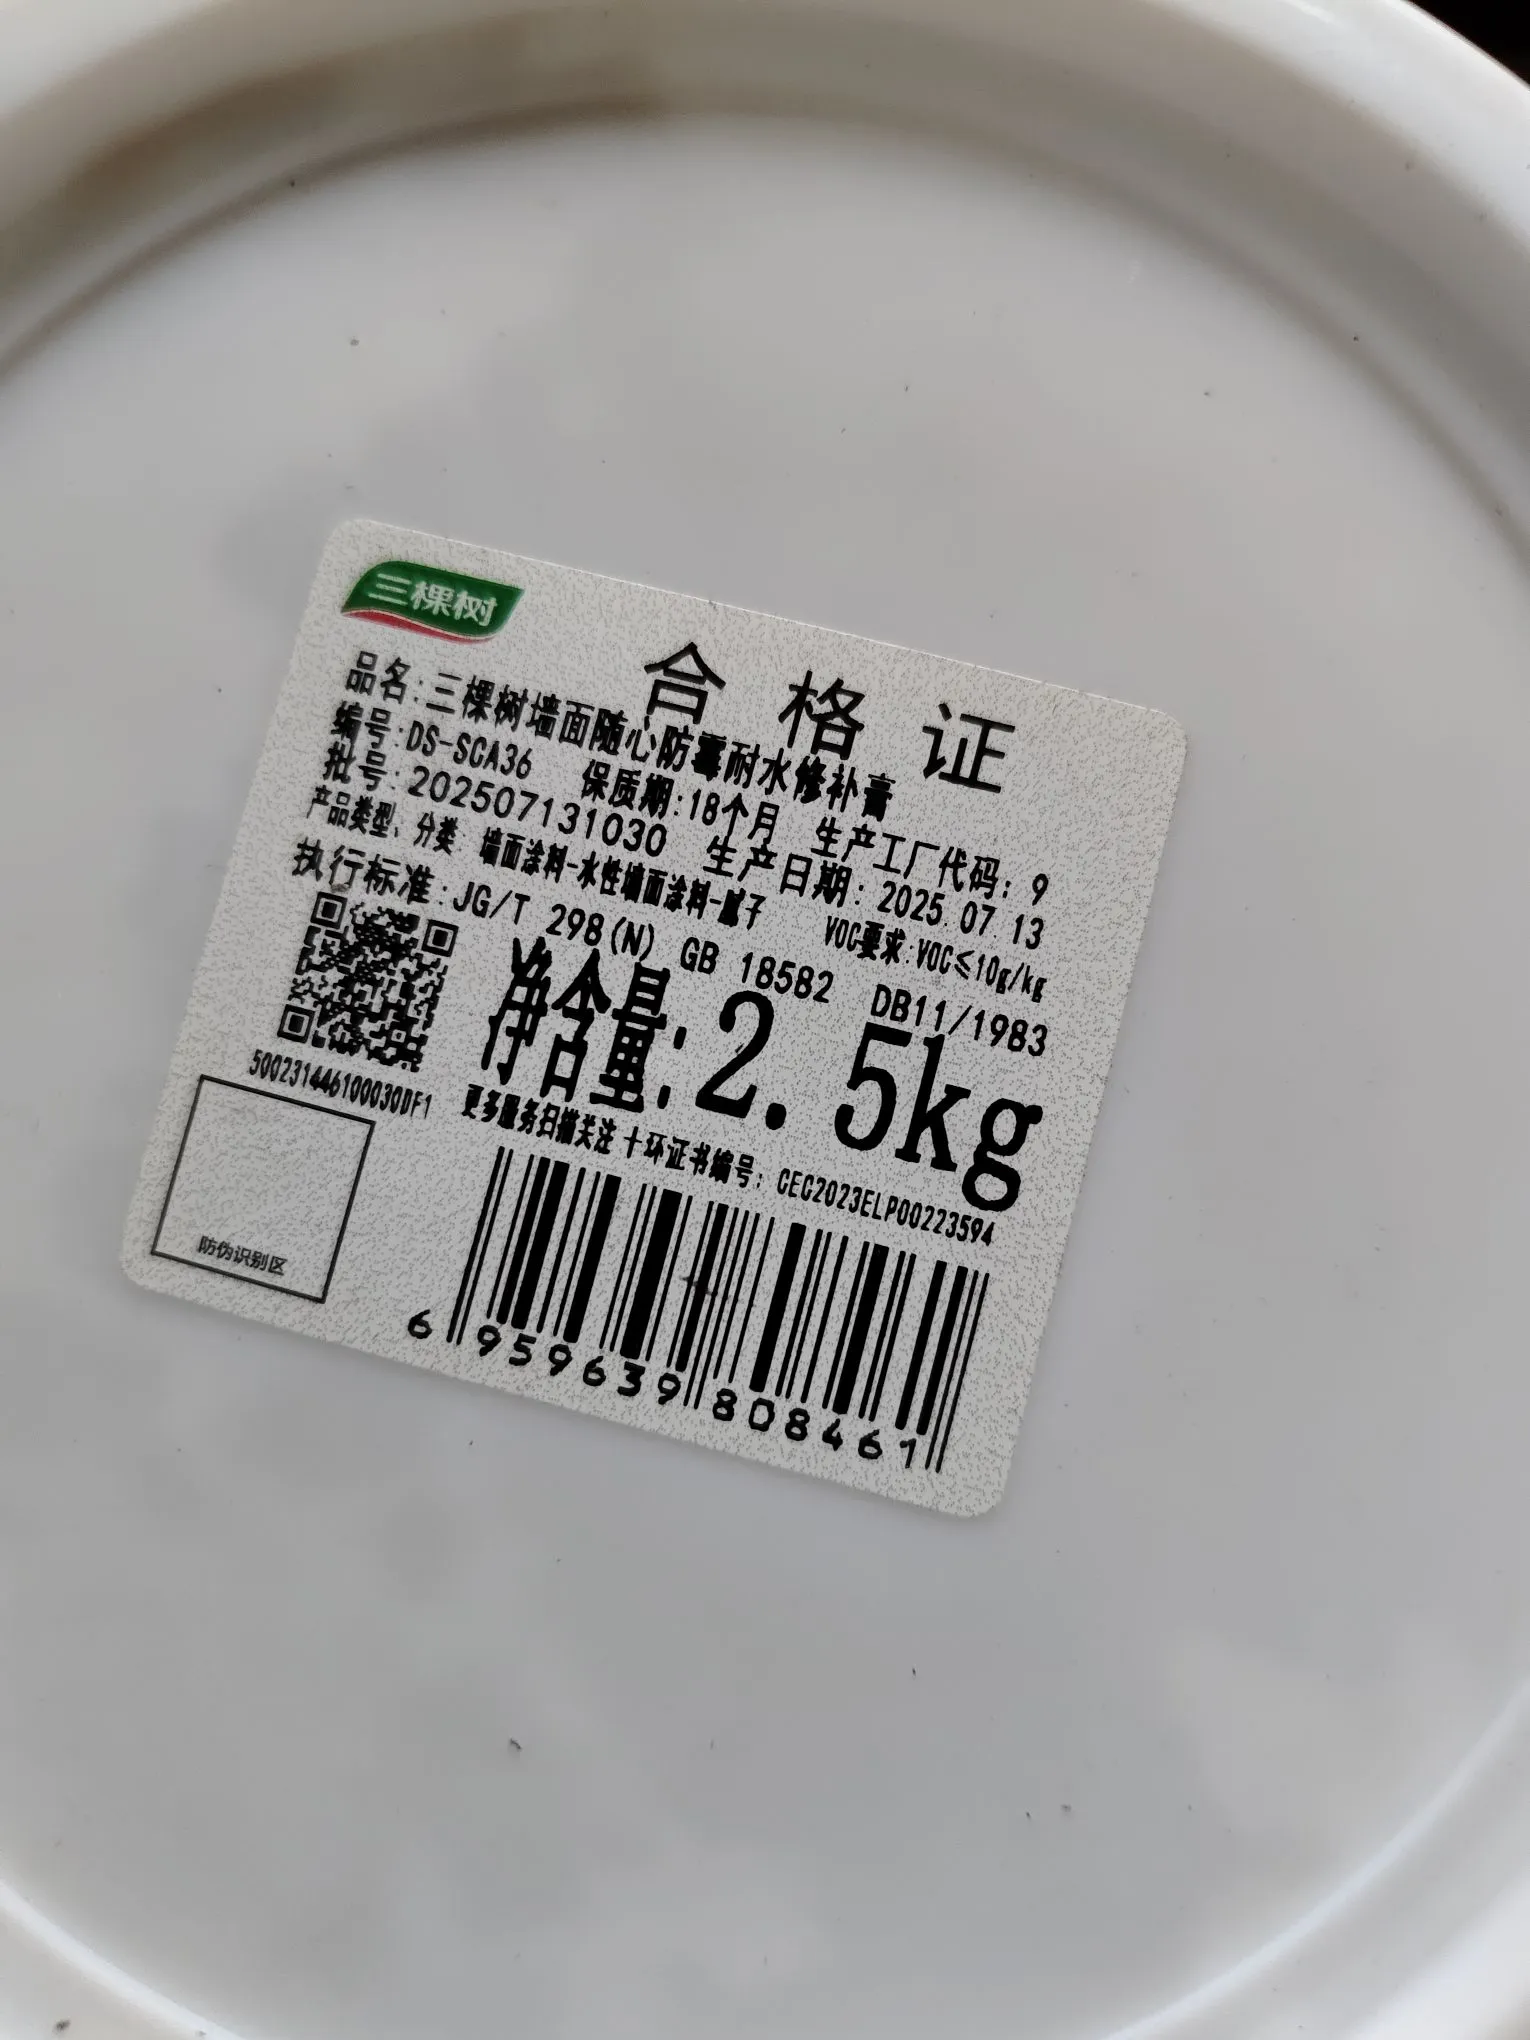 三棵树
合格证
品名:三棵树墙面随心防霉耐水修补膏
编号:DS-SCA36 保质期:18个月 生产工厂代码: 9
批号: 202507131030 生产日期: 2025.07.13
产品类型、分类: 墙面涂料-水性墙面涂料-腻子 VOC要求:VOC≤10g/kg
执行标准:JG/T 298(N) GB 18582 DB11/1983
净含量:2.5kg
500231446100030DF1
更多服务扫描关注 十环证书编号: CEC2023ELP00223594
防伪识别区
6 959639 808461